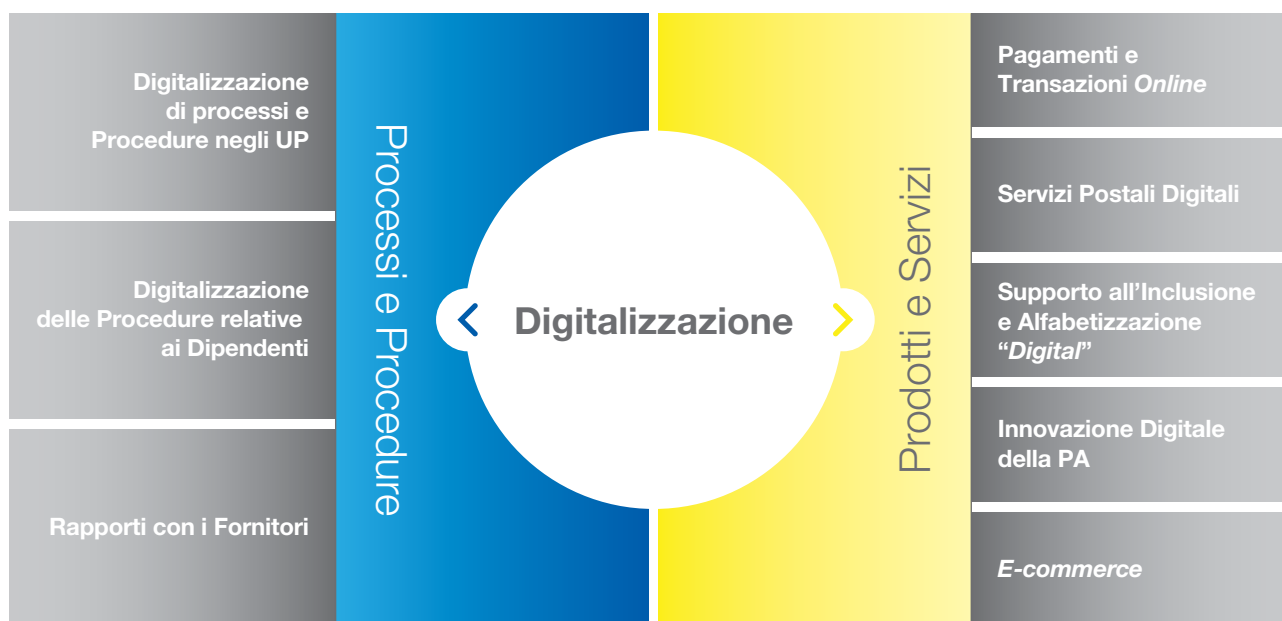 Digitalizzazione
di processi e
Procedure negli UP
Digitalizzazione
delle Procedure relative
ai Dipendenti
Rapporti con i Fornitori
Processi e Procedure
Digitalizzazione
Prodotti e Servizi
Pagamenti e
Transazioni Online
Servizi Postali Digitali
Supporto all’Inclusione
e Alfabetizzazione
“Digital”
Innovazione Digitale
della PA
E-commerce